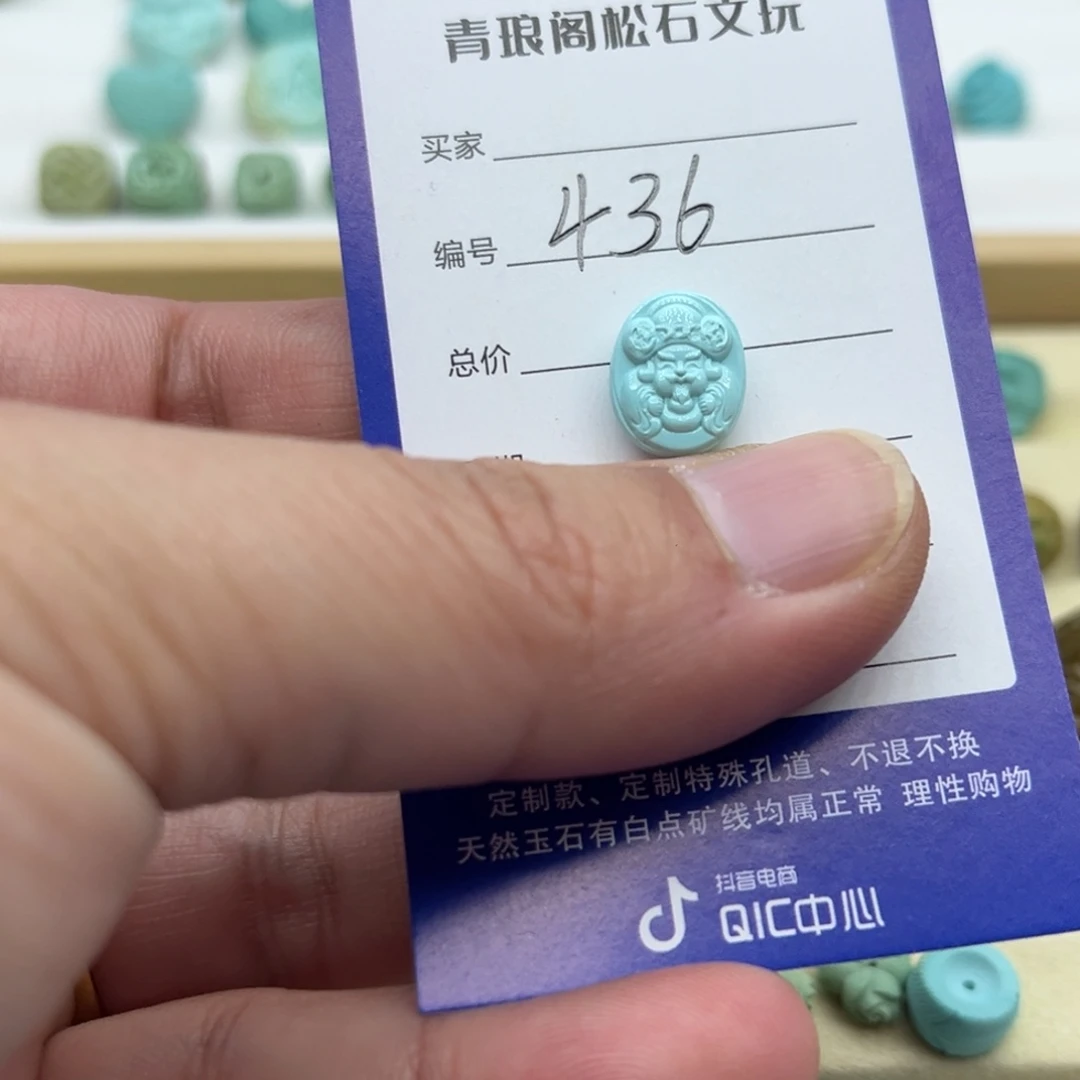 青琅阁松石文玩
买家
编号 436
总价
定制款、定制特殊孔道、不退不换
天然玉石有白点矿线均属正常 理性购物
抖音电商
QIC中心